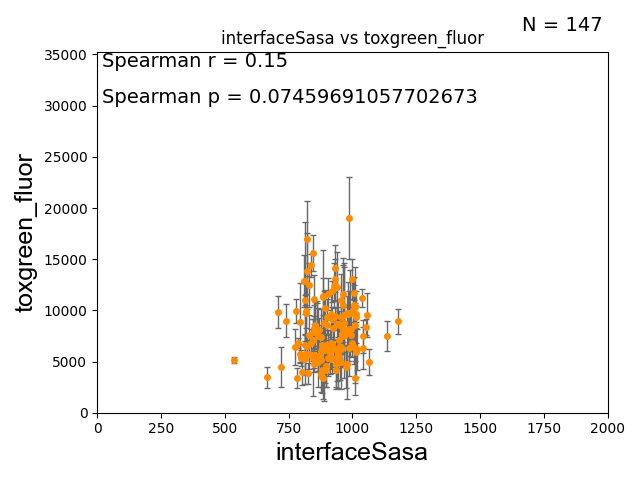 N = 147
interfaceSasa vs toxgreen_fluor
Spearman r = 0.15
Spearman p = 0.07459691057702673
toxgreen_fluor
35000
30000
25000
20000
15000
10000
5000
0
0 250 500 750 1000 1250 1500 1750 2000
interfaceSasa